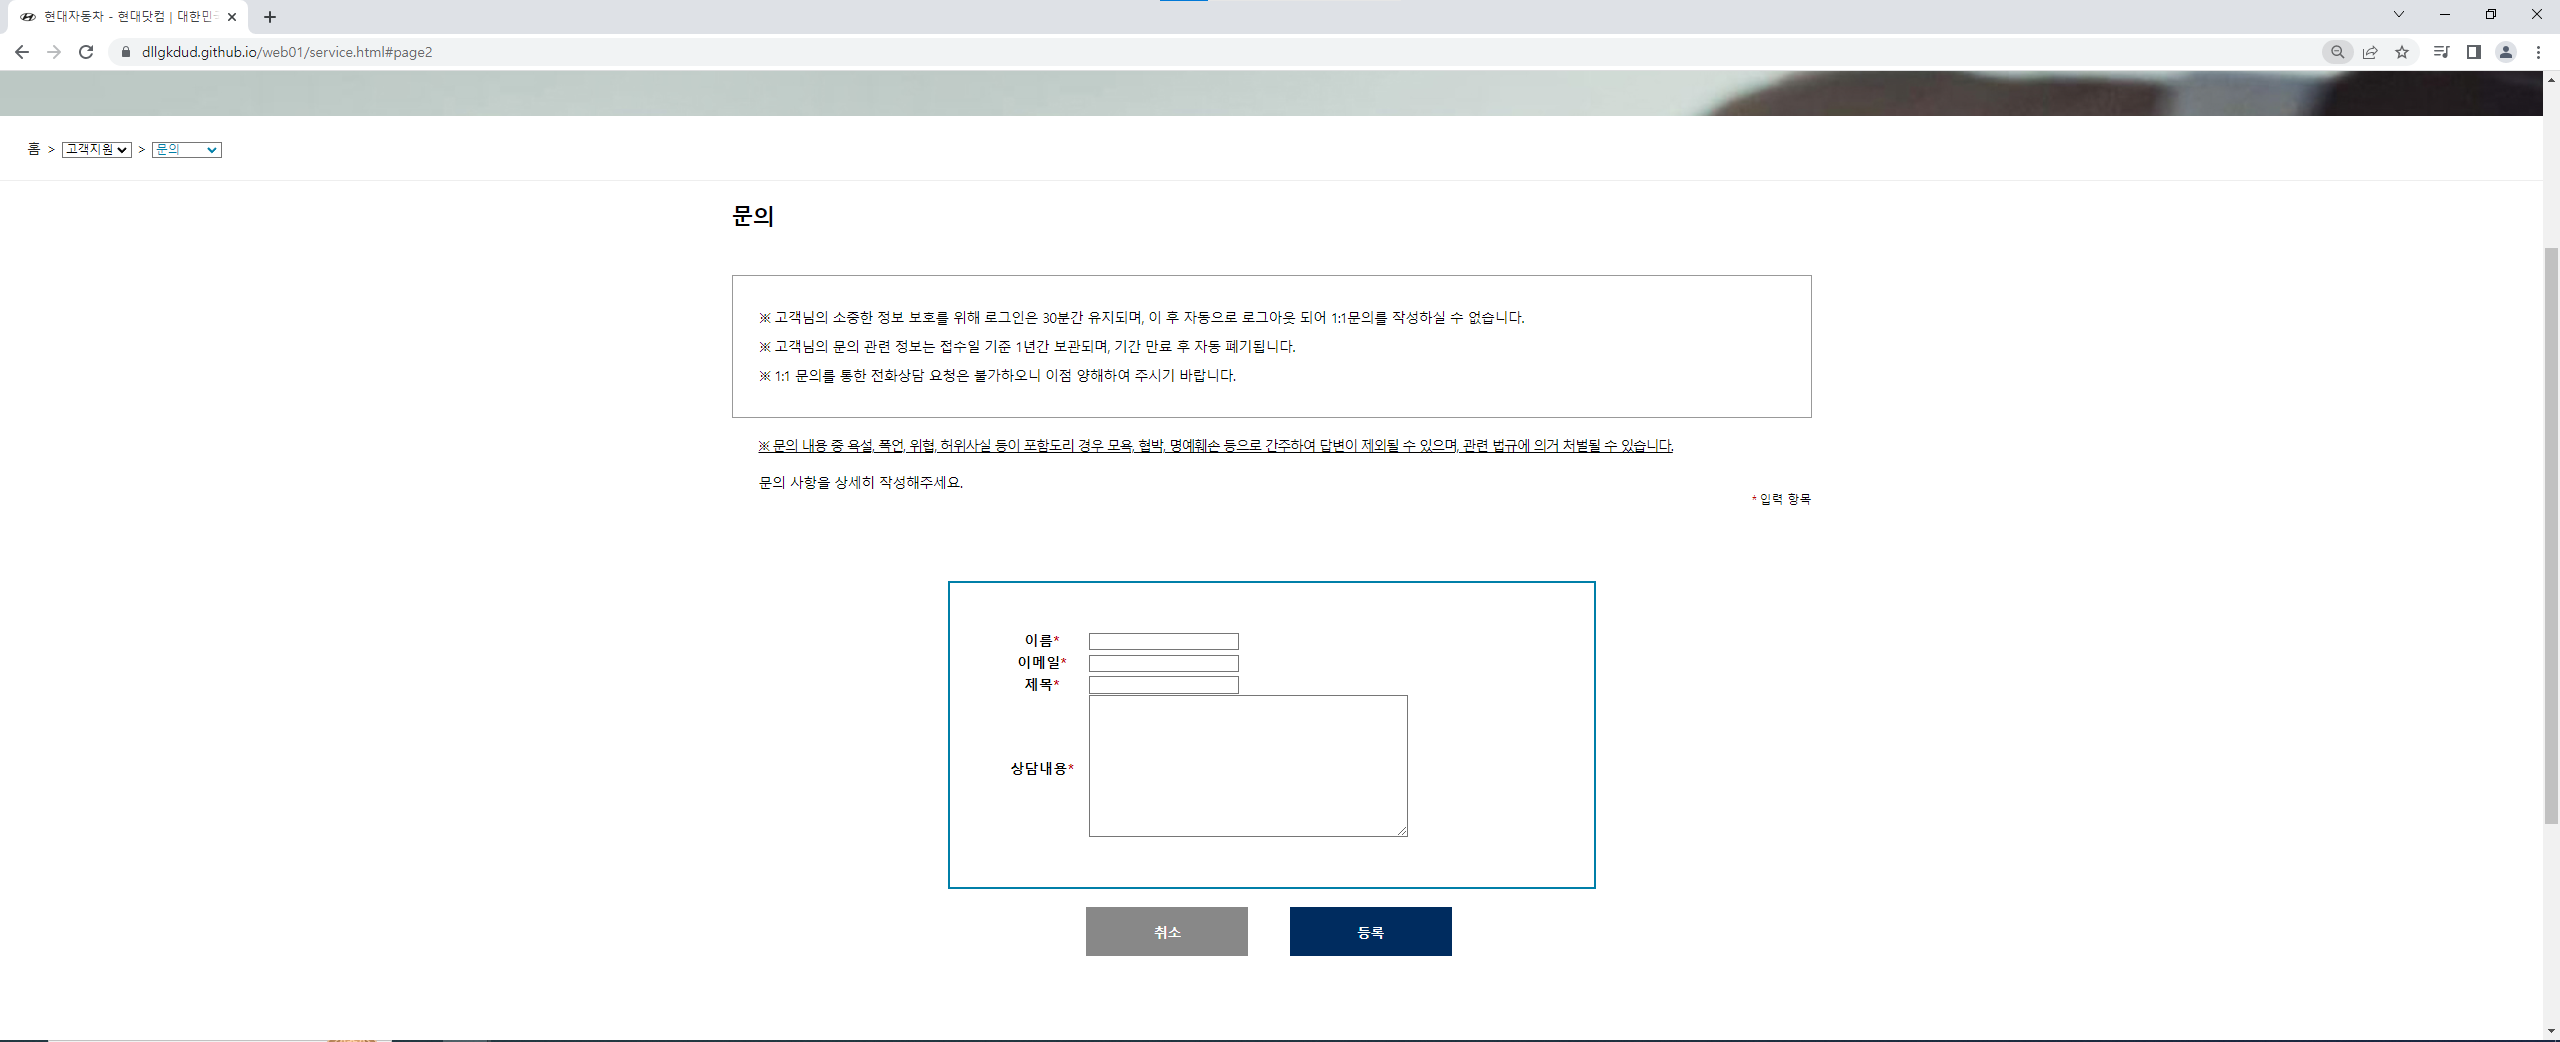 현대자동차 - 현대닷컴 | 대한민국
dllgkdud.github.io/web01/service.html#page2
홈 > 고객지원 > 문의
문의
※ 고객님의 소중한 정보 보호를 위해 로그인은 30분간 유지되며, 이 후 자동으로 로그아웃 되어 1:1문의를 작성하실 수 없습니다.
※ 고객님의 문의 관련 정보는 접수일 기준 1년간 보관되며, 기간 만료 후 자동 폐기됩니다.
※ 1:1 문의를 통한 전화상담 요청은 불가하오니 이점 양해하여 주시기 바랍니다.
※ 문의 내용 중 욕설, 폭언, 위협, 허위사실 등이 포함도리 경우 모욕, 협박, 명예훼손 등으로 간주하여 답변이 제외될 수 있으며, 관련 법규에 의거 처벌될 수 있습니다.
문의 사항을 상세히 작성해주세요.
* 입력 항목
이름*
이메일*
제목*
상담내용*
취소 등록